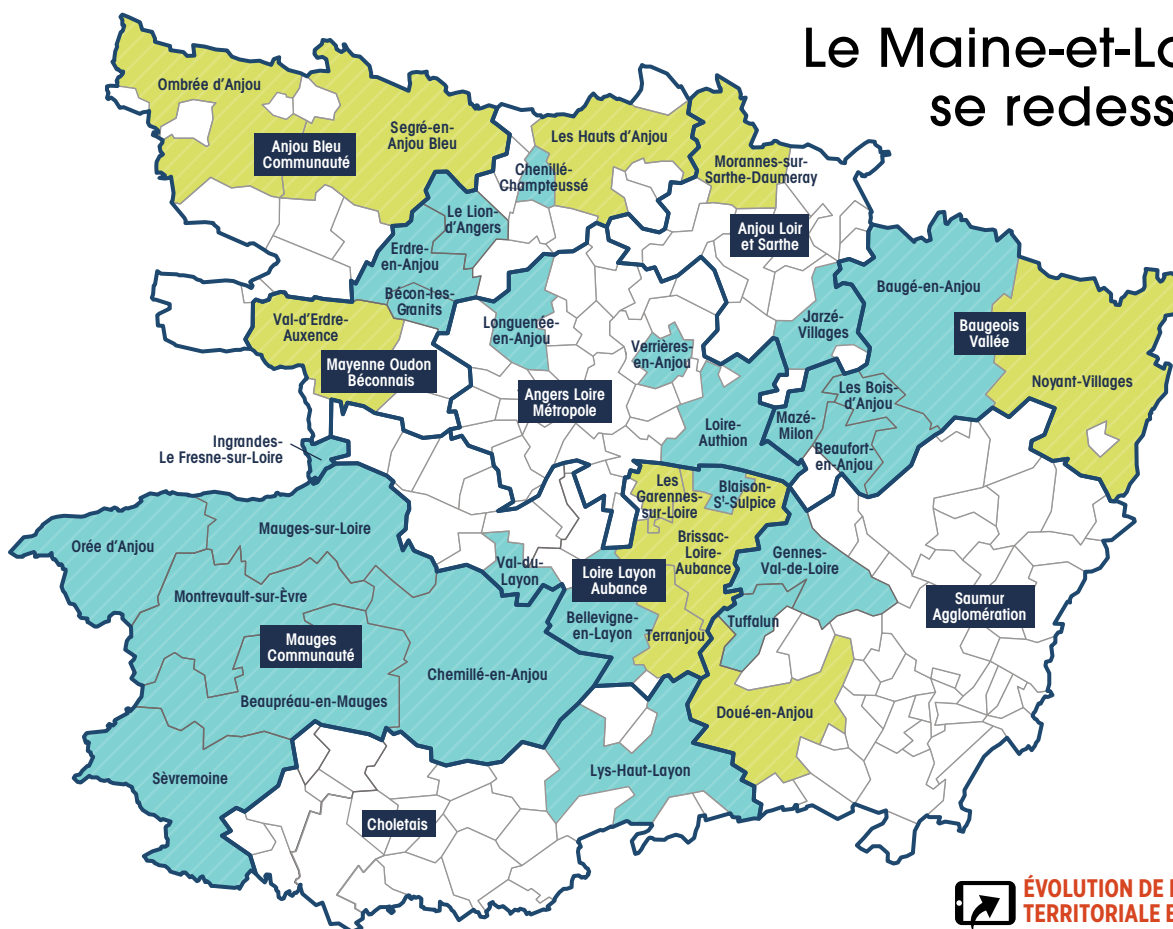 Le Maine-et-Lo
se redess
Ombrée d'Anjou
Anjou Bleu
Communauté
Segré-en-
Anjou Bleu
Les Hauts d'Anjou
Chenillé-
Champteussé
Morannes-sur-
Sarthe-Daumeray
Le Lion-
d'Angers
Anjou Loir
et Sarthe
Erdre-
en-Anjou
Bécon-les-
Granits
Baugé-en-Anjou
Val-d'Erdre-
Auxence
Longuenée-
en-Anjou
Jarzé-
Villages
Baugeois
Vallée
Verrières-
en-Anjou
Mayenne Oudon
Béconnais
Noyant-Villages
Angers Loire
Métropole
Les Bois-
d'Anjou
Loire-
Authion
Mazé-
Milon
Beaufort-
en-Anjou
Ingrandes-
Le Fresne-sur-Loire
Les
Garennes-
sur-Loire
Blaison-
St-Sulpice
Mauges-sur-Loire
Orée d'Anjou
Brissac-
Loire-
Aubance
Gennes-
Val-de-Loire
Val-du-
Layon
Loire Layon
Aubance
Montrevault-sur-Èvre
Saumur
Agglomération
Bellevigne-
en-Layon
Tuffalun
Terranjou
Mauges
Communauté
Chemillé-en-Anjou
Beaupréau-en-Mauges
Doué-en-Anjou
Sèvremoine
Lys-Haut-Layon
Choletais
ÉVOLUTION DE
TERRITORIALE E